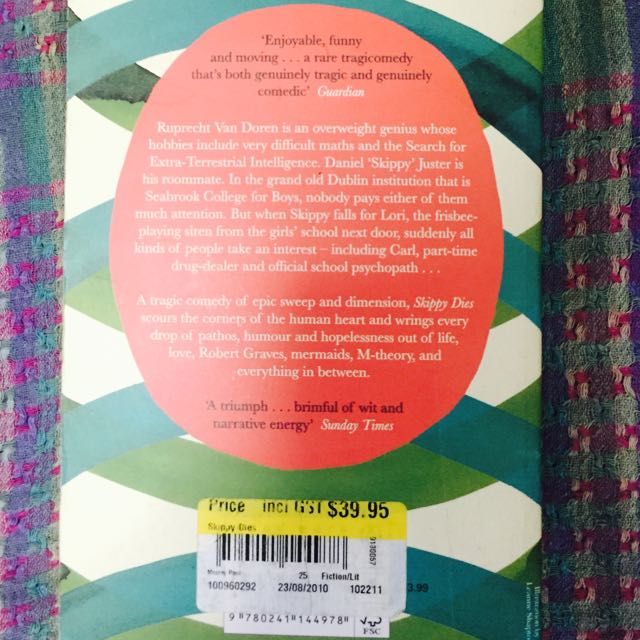 'Enjoyable, funny
and moving . . . a rare tragicomedy
that's both genuinely tragic and genuinely
comedic' Guardian
Ruprecht Van Doren is an overweight genius whose
hobbies include very difficult maths and the Search for
Extra-Terrestrial Intelligence. Daniel 'Skippy' Juster is
his roommate. In the grand old Dublin institution that is
Seabrook College for Boys, nobody pays either of them
much attention. But when Skippy falls for Lori, the frisbee-
playing siren from the girls' school next door, suddenly all
kinds of people take an interest – including Carl, part-time
drug-dealer and official school psychopath . . .
A tragic comedy of epic sweep and dimension, Skippy Dies
scours the corners of the human heart and wrings every
drop of pathos, humour and hopelessness out of life,
love, Robert Graves, mermaids, M-theory, and
everything in between.
'A triumph . . . brimful of wit and
narrative energy' Sunday Times
Price incl GST $39.95
Skippy Dies
9130057
25 Fiction/Lit
100960292 23/08/2010 102211
3.99
9 780241 144978
FSC